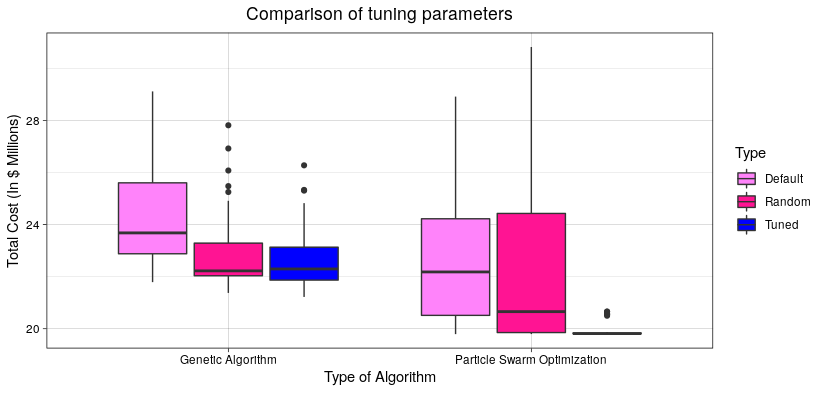 Comparison of tuning parameters
Total Cost (In $ Millions)
28
24
20
Genetic Algorithm
Particle Swarm Optimization
Type of Algorithm
Type
Default
Random
Tuned